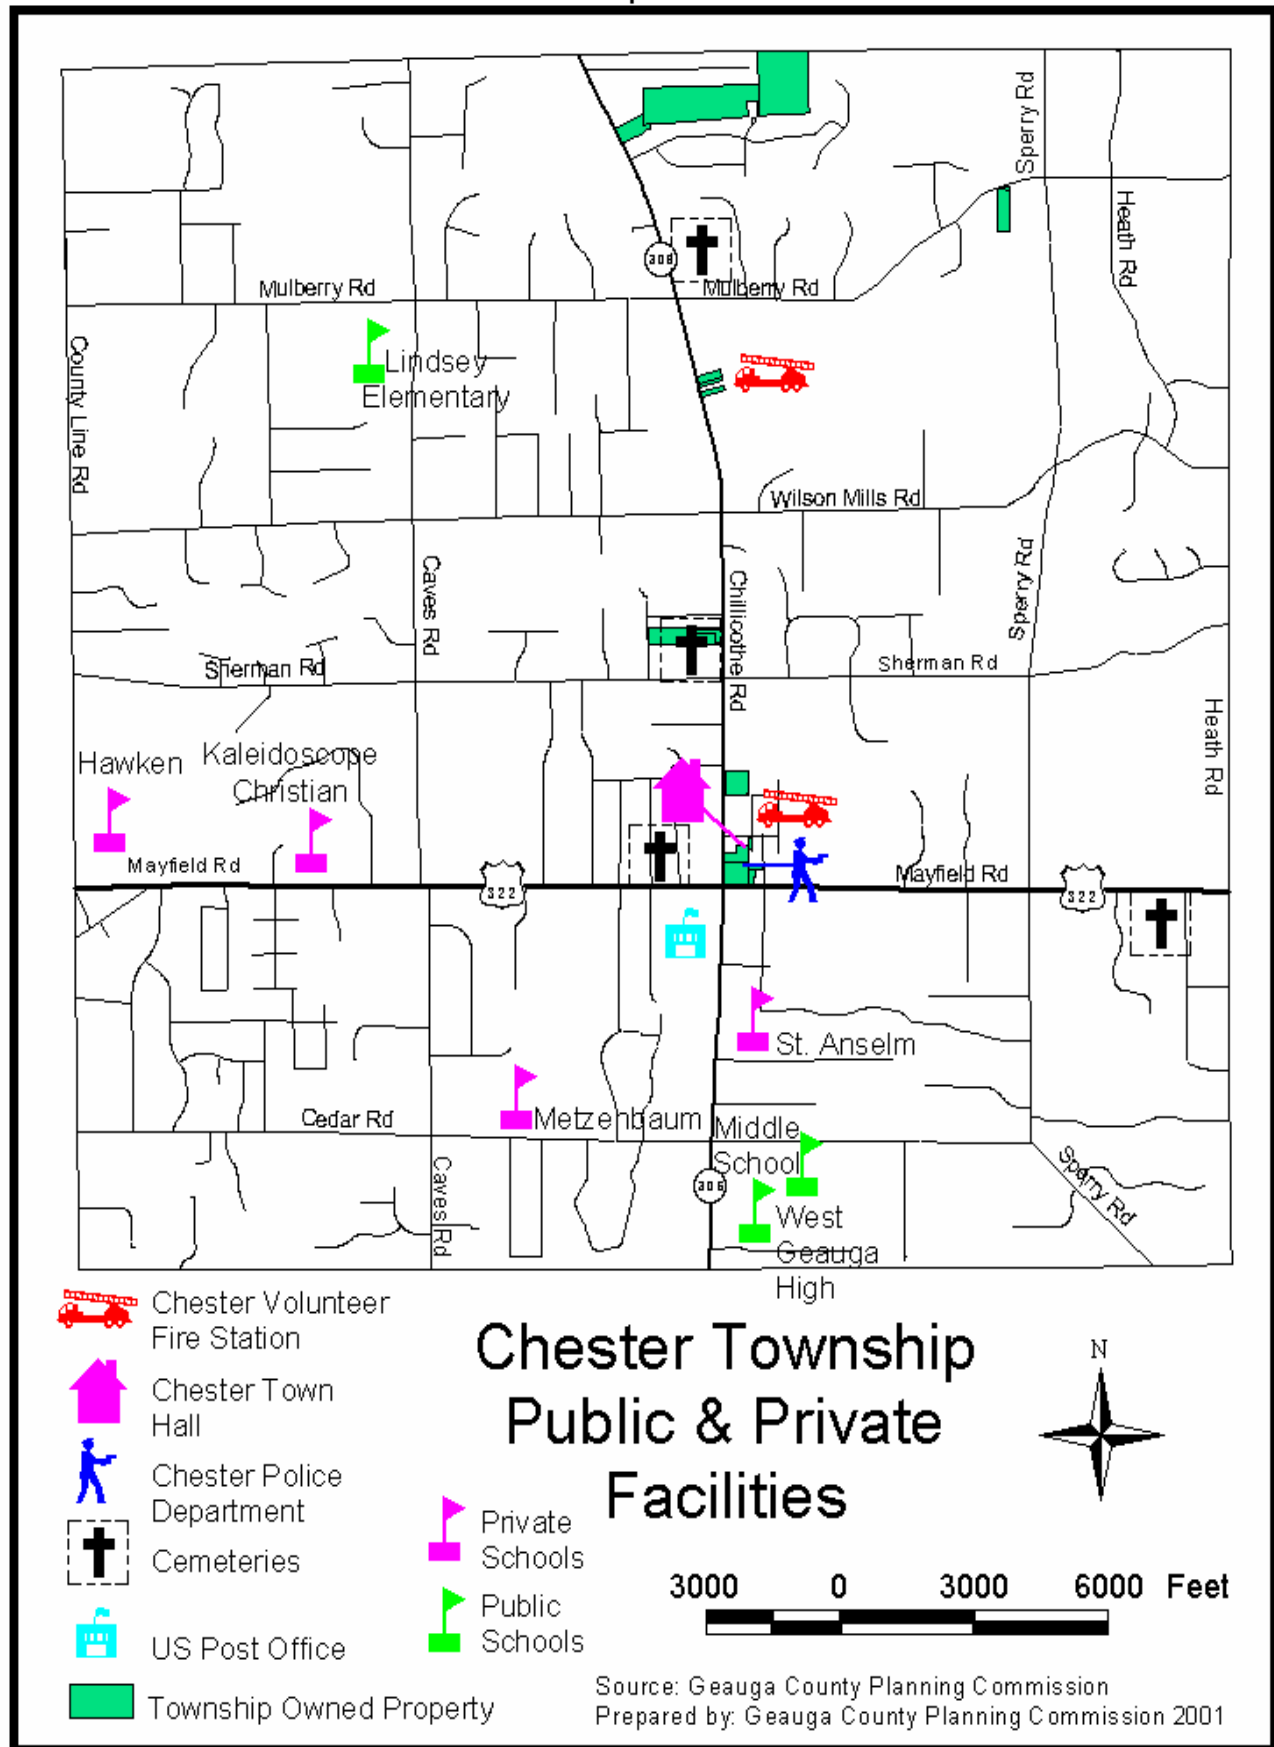 Sperry Rd
Heath Rd
308
Mulberry Rd
Mulberry Rd
County Line Rd
Lindsey
Elementary
Wilson Mills Rd
Caves Rd
Chillicothe Rd
Sperry Rd
Sherman Rd
Sherman Rd
Heath Rd
Hawken
Kaleidoscope
Christian
Mayfield Rd
322
Mayfield Rd
322
St. Anselm
Cedar Rd
Metzenbaum
Middle
School
Caves Rd
306
Sperry Rd
West
Geauga
High
Chester Volunteer
Fire Station
Chester Town
Hall
Chester Police
Department
Cemeteries
US Post Office
Township Owned Property
Private
Schools
Public
Schools
Chester Township
Public & Private
Facilities
N
3000 0 3000 6000 Feet
Source: Geauga County Planning Commission
Prepared by: Geauga County Planning Commission 2001